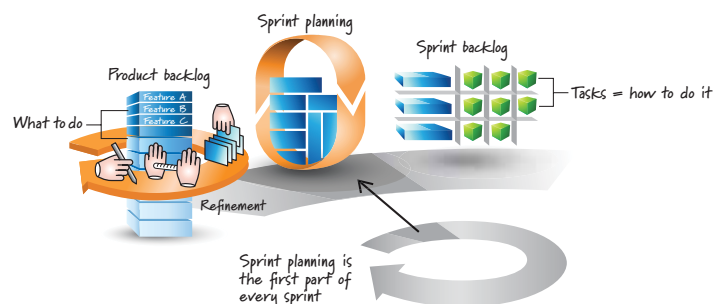 Sprint planning
Sprint backlog
Product backlog
Feature A
Feature B
Feature C
What to do
Tasks = how to do it
Refinement
Sprint planning is
the first part of
every sprint